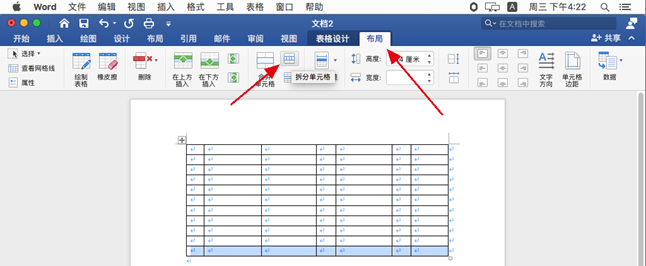 Word 文件 编辑 视图 插入 格式 工具 表格 窗口 帮助 周三 下午4:22
文档2
在文档中搜索
开始 插入 绘图 设计 布局 引用 邮件 审阅 视图 表格设计 布局 共享
选择
查看网格线
属性
绘制
表格
橡皮擦
删除
在上方
插入
在下方
插入
单元格
拆分单元格
高度: 厘米
宽度:
文字
方向
单元格
边距
数据